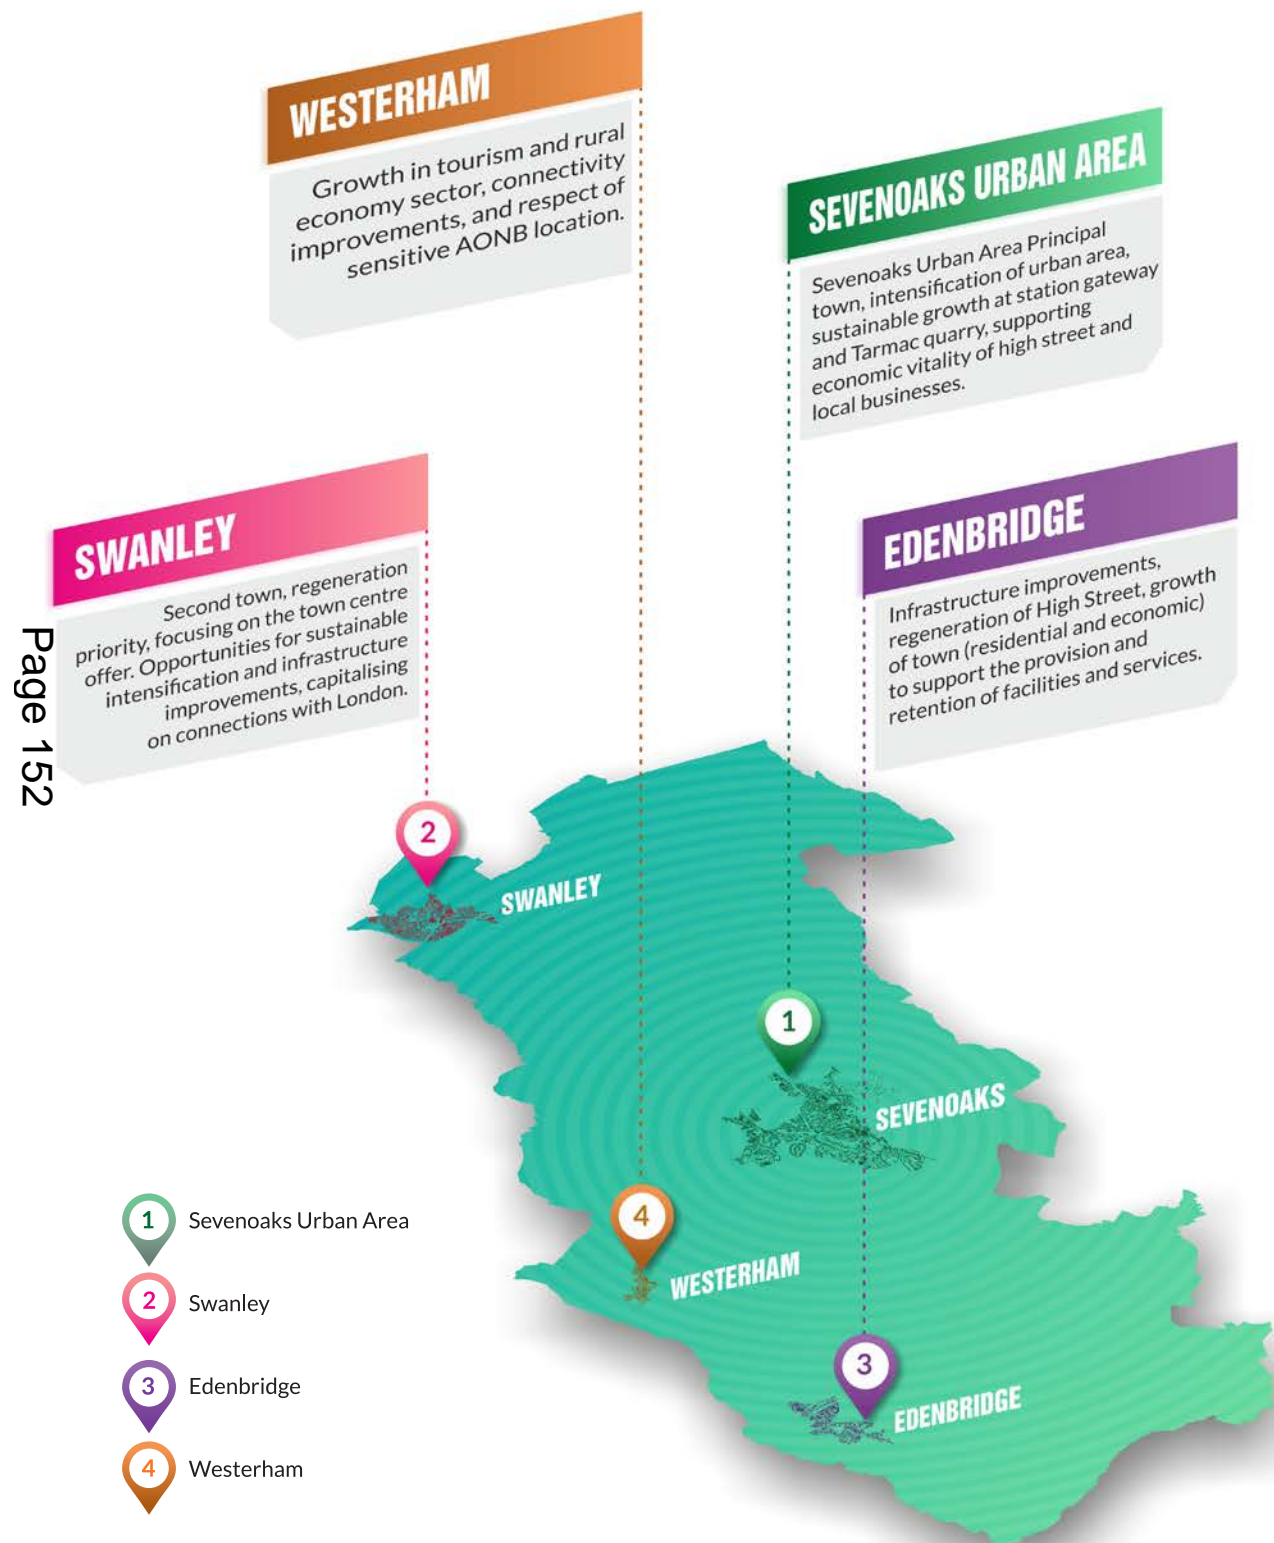 WESTERHAM
Growth in tourism and rural
economy sector, connectivity
improvements, and respect of
sensitive AONB location.
SEVENOAKS URBAN AREA
Sevenoaks Urban Area Principal
town, intensification of urban area,
sustainable growth at station gateway
and Tarmac quarry, supporting
economic vitality of high street and
local businesses.
SWANLEY
Second town, regeneration
priority, focusing on the town centre
offer. Opportunities for sustainable
intensification and infrastructure
improvements, capitalising
on connections with London.
EDENBRIDGE
Infrastructure improvements,
regeneration of High Street, growth
of town (residential and economic)
to support the provision and
retention of facilities and services.
Page 152
2
SWANLEY
1
SEVENOAKS
4
WESTERHAM
3
EDENBRIDGE
1 Sevenoaks Urban Area
2 Swanley
3 Edenbridge
4 Westerham